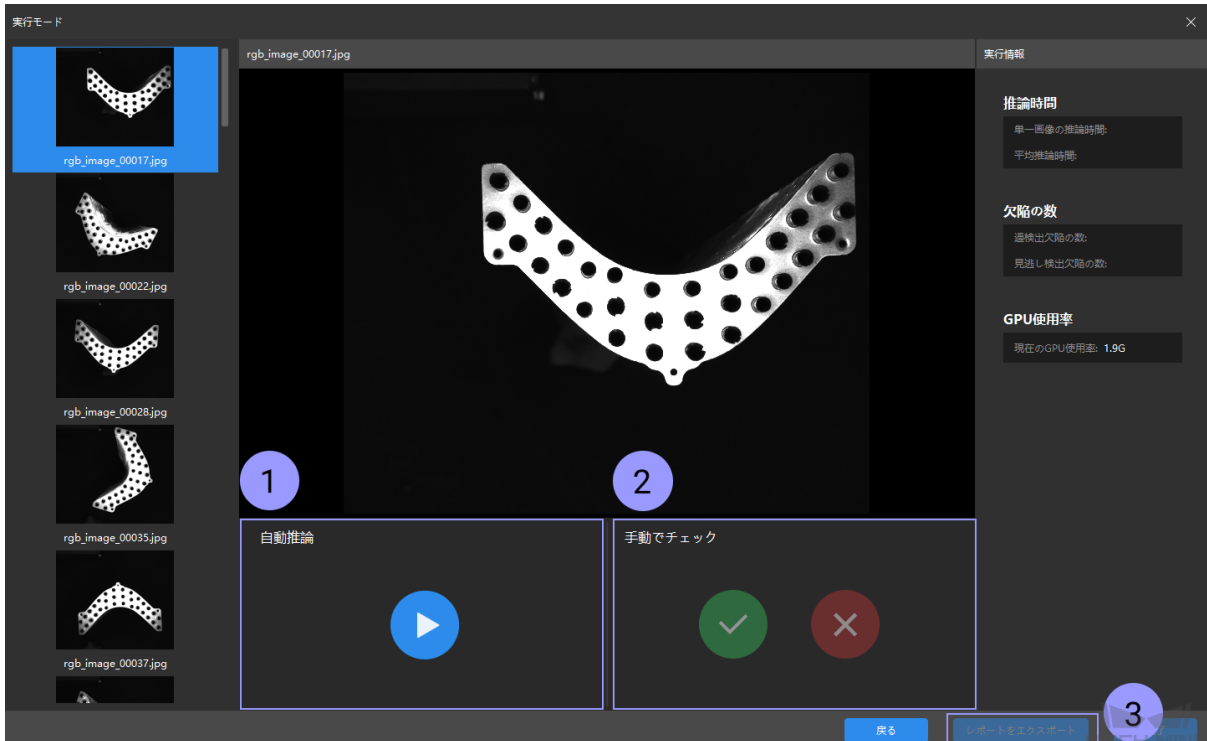 実行モード
rgb_image_00017.jpg
rgb_image_00022.jpg
rgb_image_00028.jpg
rgb_image_00035.jpg
rgb_image_00037.jpg
rgb_image_00017.jpg
1
自動推論
2
手動でチェック
実行情報
推論時間
単一画像の推論時間:
平均推論時間:
欠陥の数
過検出欠陥の数:
見逃し検出欠陥の数:
GPU使用率
現在のGPU使用率: 1.9G
戻る
レポートをエクスポート
3